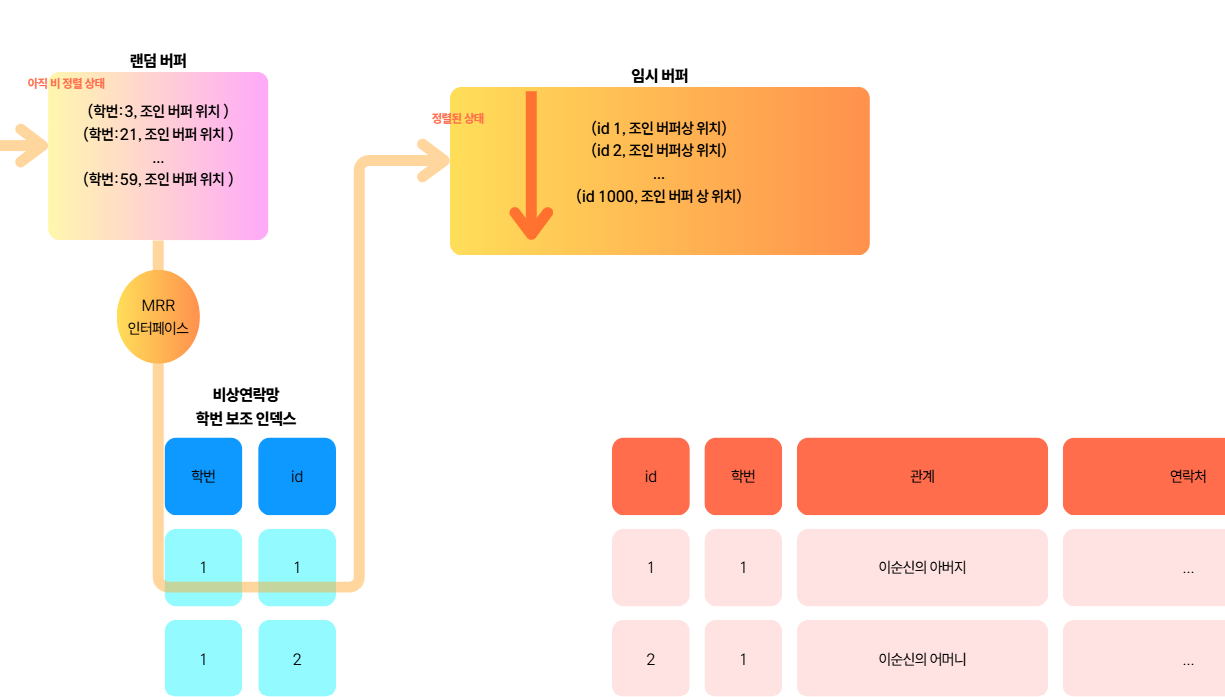 랜덤 버퍼
아직 비 정렬 상태
(학번:3, 조인 버퍼 위치 )
(학번:21, 조인 버퍼 위치 )
...
(학번:59, 조인 버퍼 위치 )
임시 버퍼
정렬된 상태
(id 1, 조인 버퍼상 위치)
(id 2, 조인 버퍼상 위치)
...
(id 1000, 조인 버퍼 상 위치)
MRR
인터페이스
비상연락망
학번 보조 인덱스
학번 id
1 1
1 2
id 학번 관계 연락처
1 1 이순신의 아버지 ...
2 1 이순신의 어머니 ...